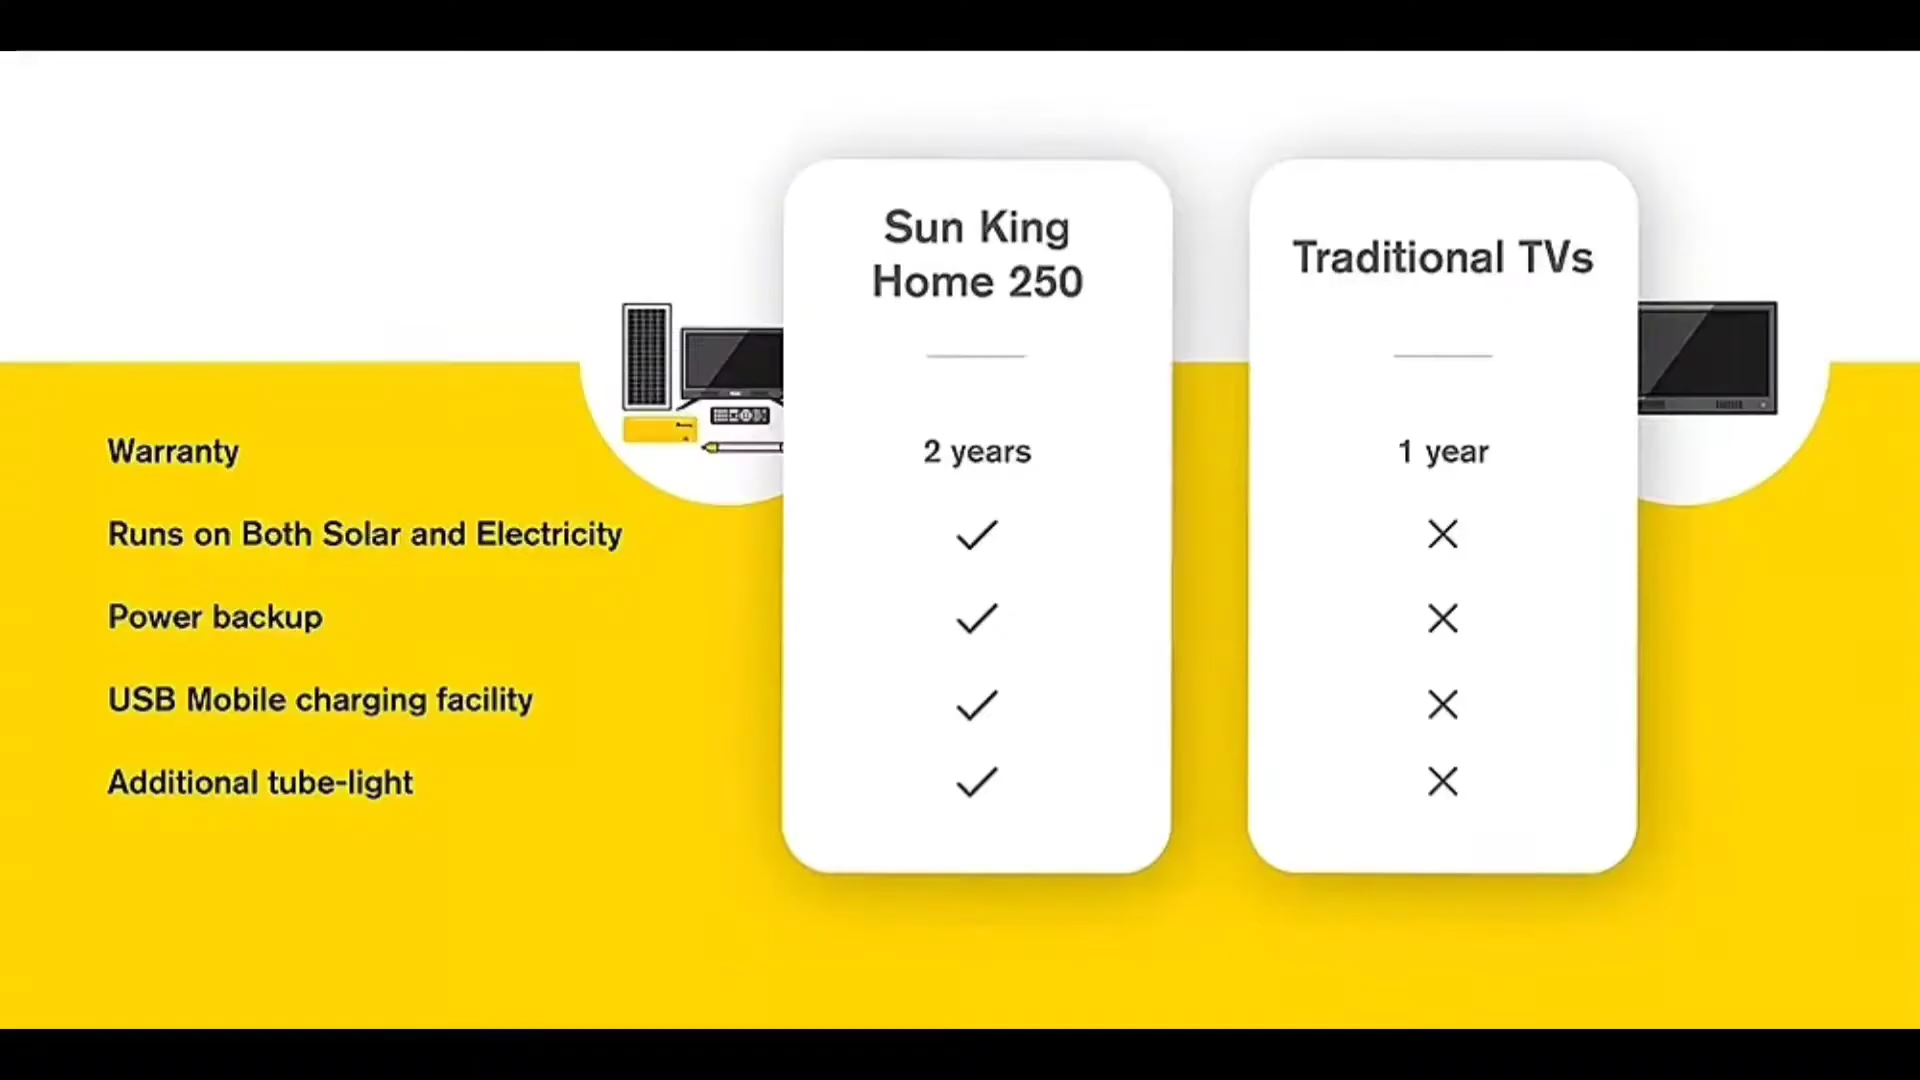 Sun King
Home 250
Traditional TVs
Warranty
2 years
1 year
Runs on Both Solar and Electricity
Power backup
USB Mobile charging facility
Additional tube-light